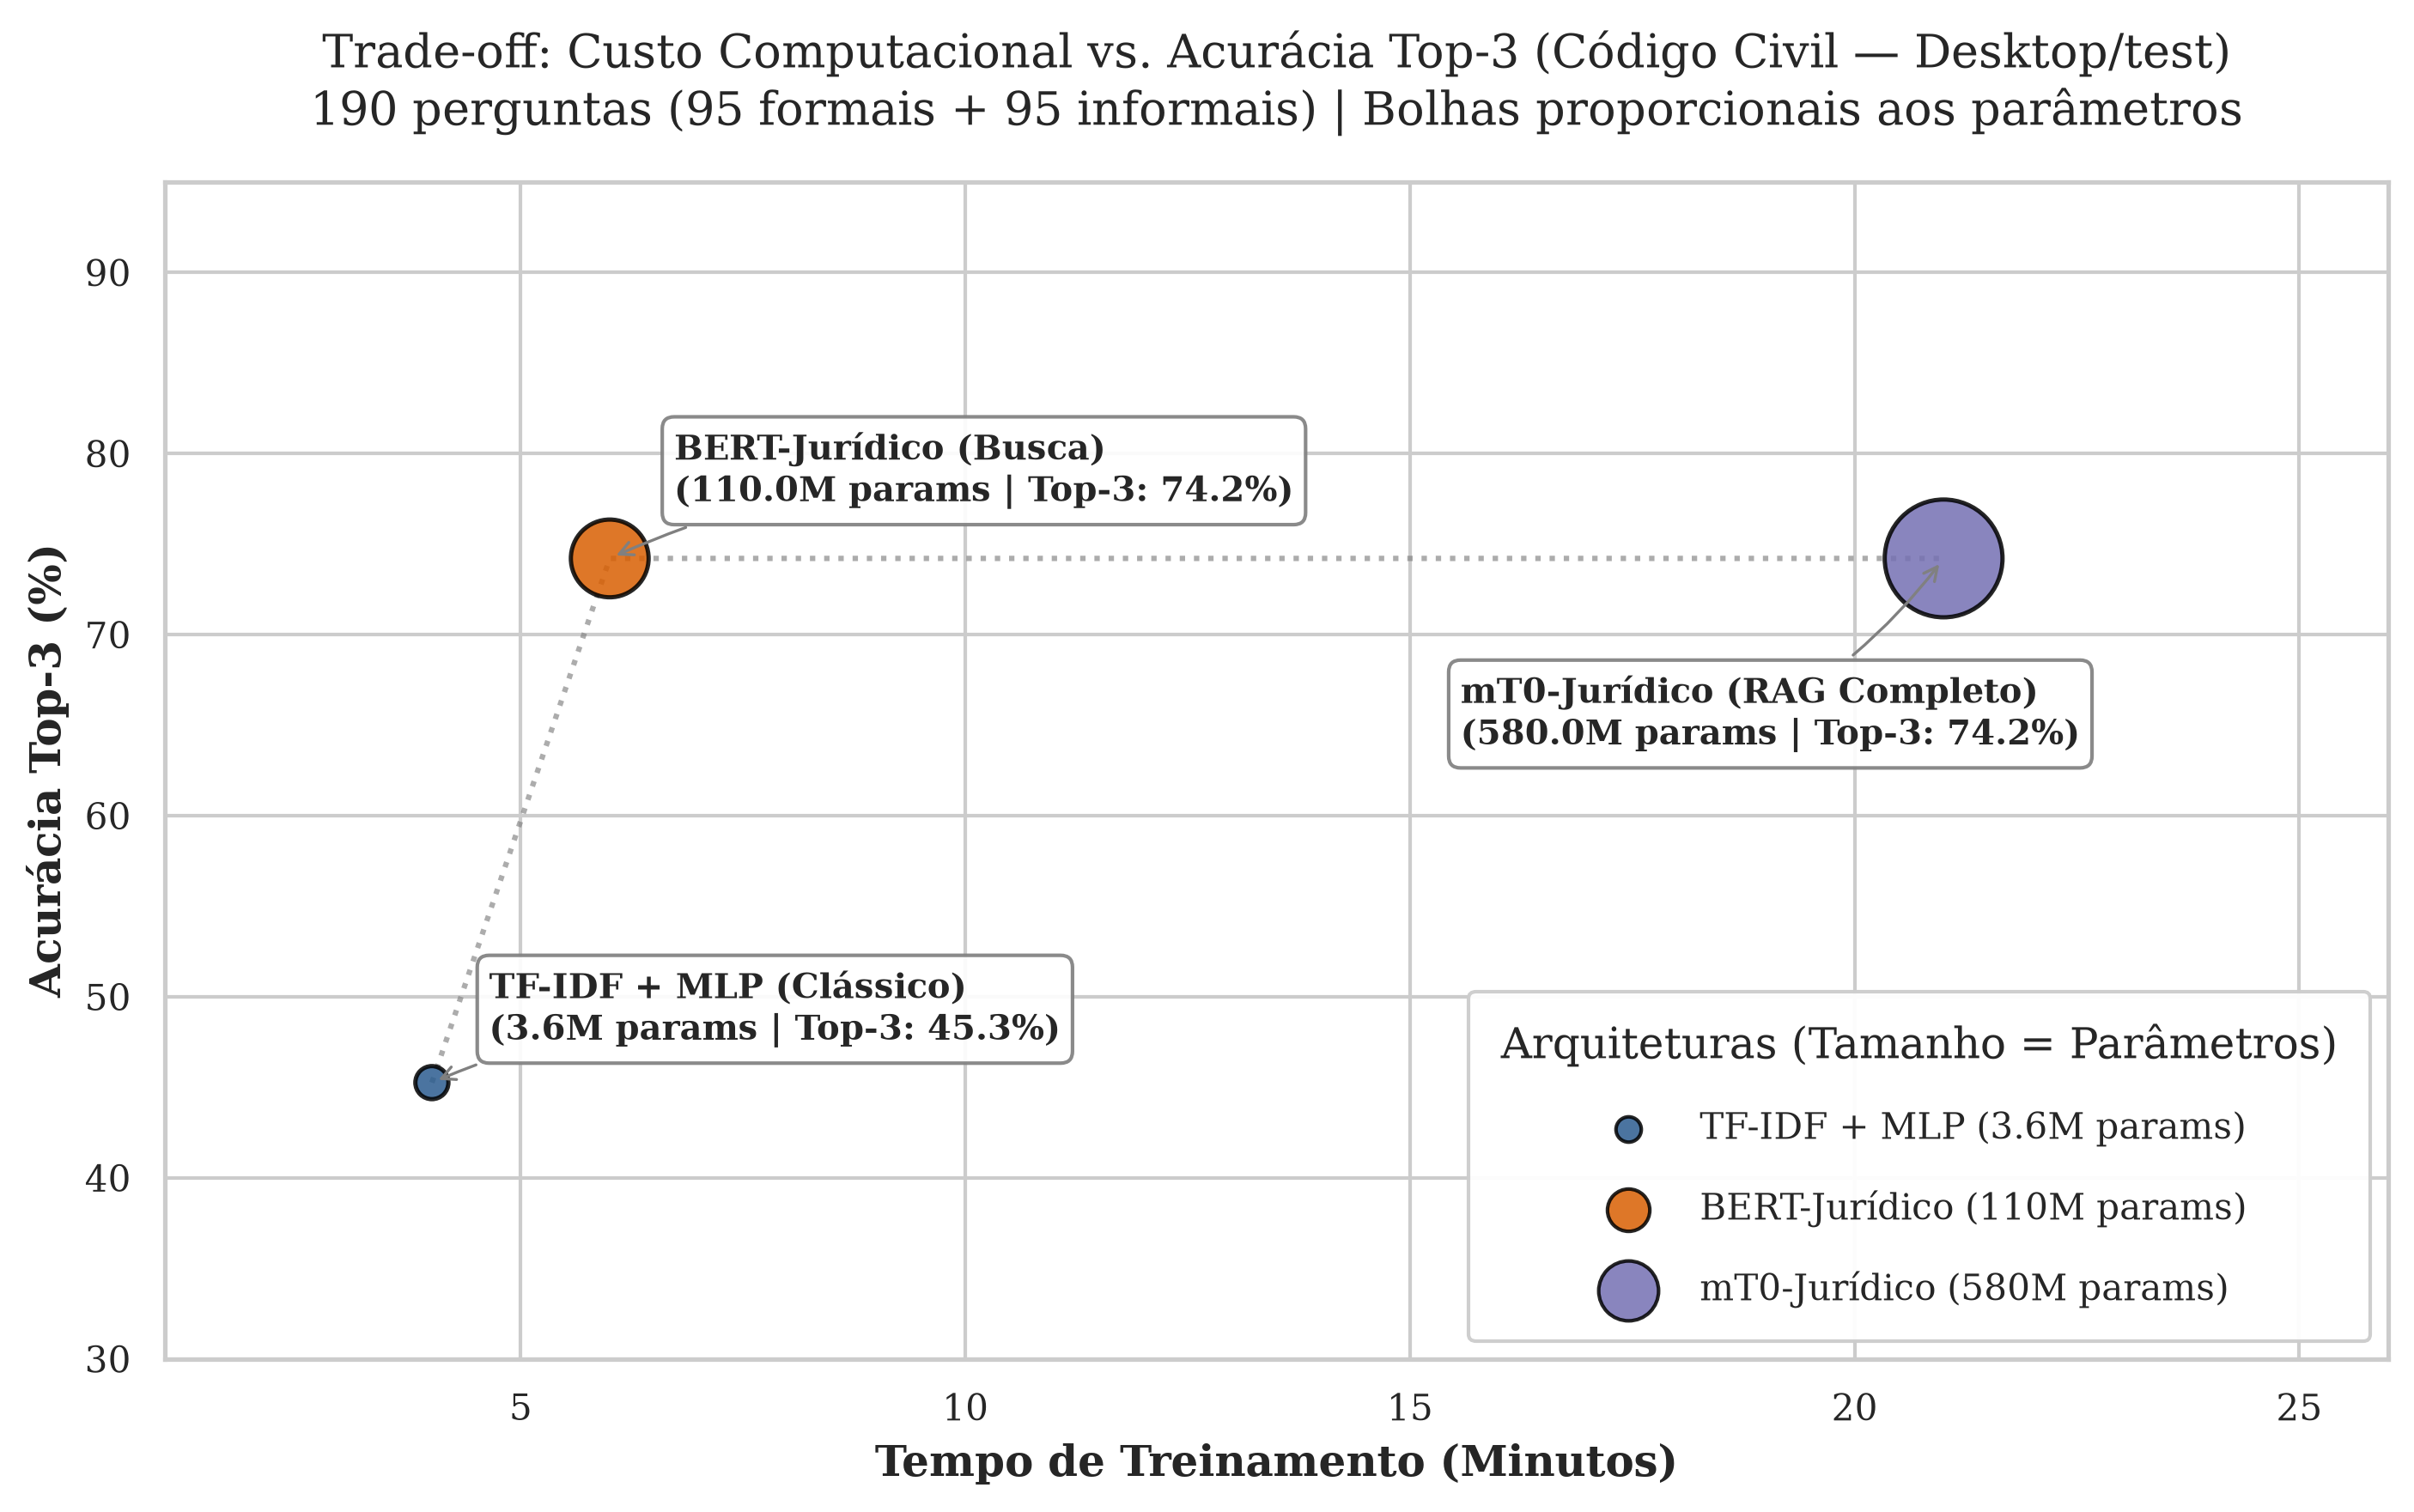 Trade-off: Custo Computacional vs. Acurácia Top-3 (Código Civil — Desktop/test)
190 perguntas (95 formais + 95 informais) | Bolhas proporcionais aos parâmetros
Acurácia Top-3 (%)
90
80
70
60
50
40
30
BERT-Jurídico (Busca)
(110.0M params | Top-3: 74.2%)
mT0-Jurídico (RAG Completo)
(580.0M params | Top-3: 74.2%)
TF-IDF + MLP (Clássico)
(3.6M params | Top-3: 45.3%)
Arquiteturas (Tamanho = Parâmetros)
TF-IDF + MLP (3.6M params)
BERT-Jurídico (110M params)
mT0-Jurídico (580M params)
5
10
15
20
25
Tempo de Treinamento (Minutos)